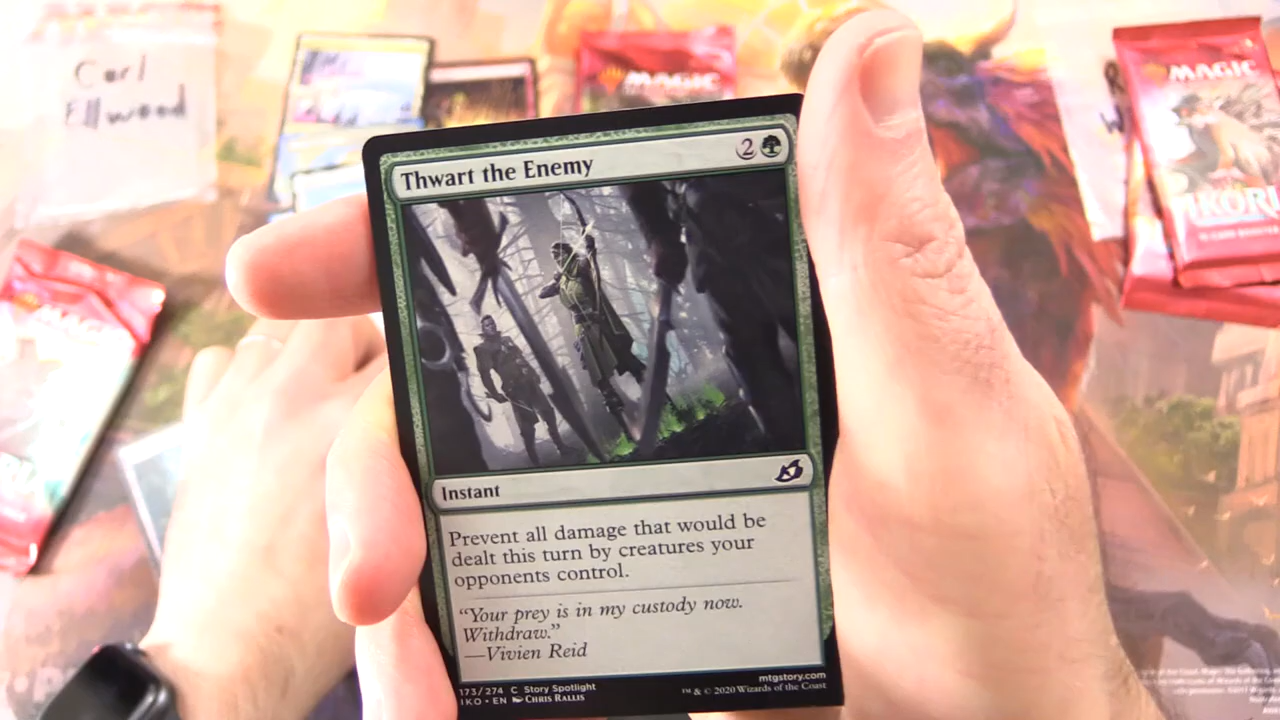 Carl
Ellwood
MAGIC
MAGIC
MAGIC
IKORI
Thwart the Enemy
2
Instant
Prevent all damage that would be
dealt this turn by creatures your
opponents control.
“Your prey is in my custody now.
Withdraw.”
—Vivien Reid
173/274 C Story Spotlight
IKO • EN Chris Rallis
mtgstory.com
™ & © 2020 Wizards of the Coast